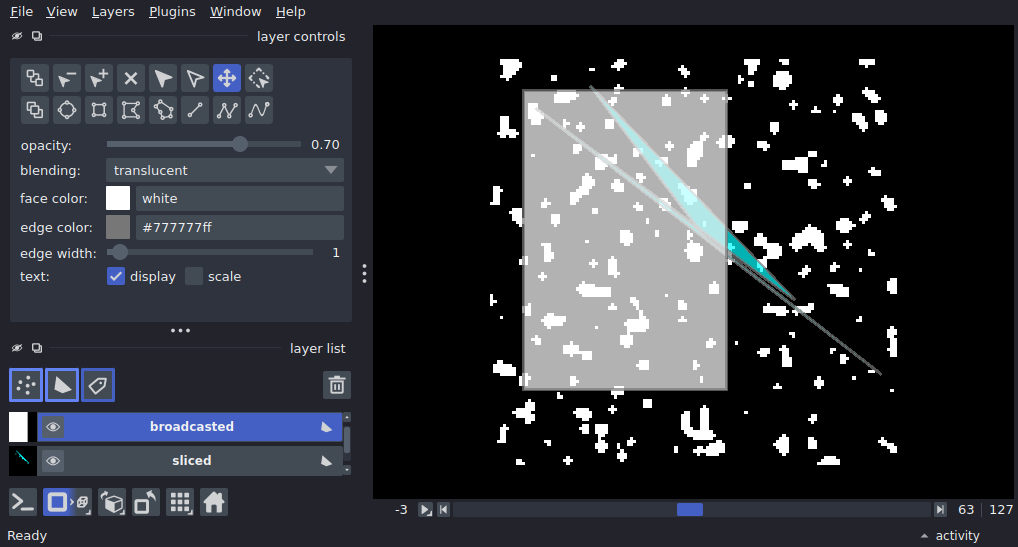 File View Layers Plugins Window Help
layer controls
opacity: 0.70
blending: translucent
face color: white
edge color: #777777ff
edge width: 1
text: display scale
layer list
broadcasted
sliced
-3 63 127
Ready activity